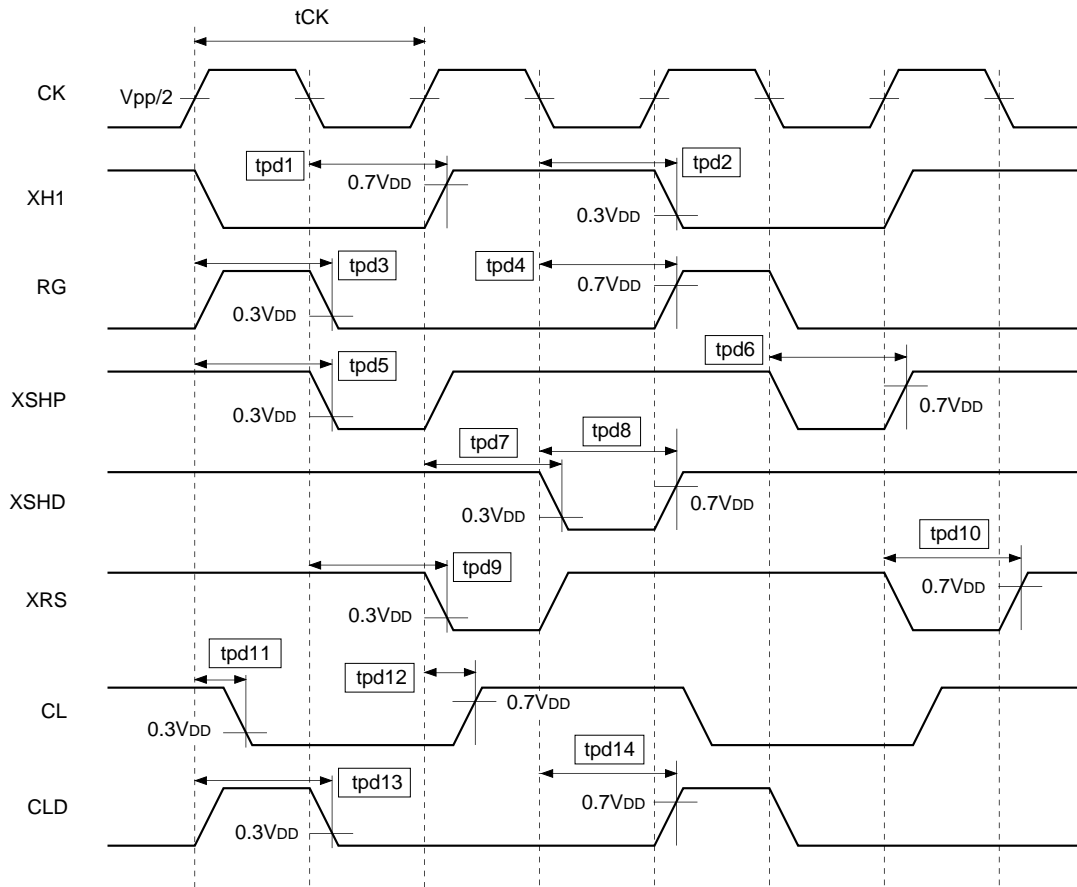 tCK
CK
Vpp/2
tpd1
tpd2
0.7VDD
XH1
0.3VDD
tpd3
tpd4
RG
0.7VDD
0.3VDD
tpd6
tpd5
XSHP
0.7VDD
0.3VDD
tpd7
tpd8
XSHD
0.7VDD
0.3VDD
tpd10
tpd9
XRS
0.7VDD
0.3VDD
tpd11
tpd12
CL
0.7VDD
0.3VDD
tpd14
tpd13
CLD
0.7VDD
0.3VDD